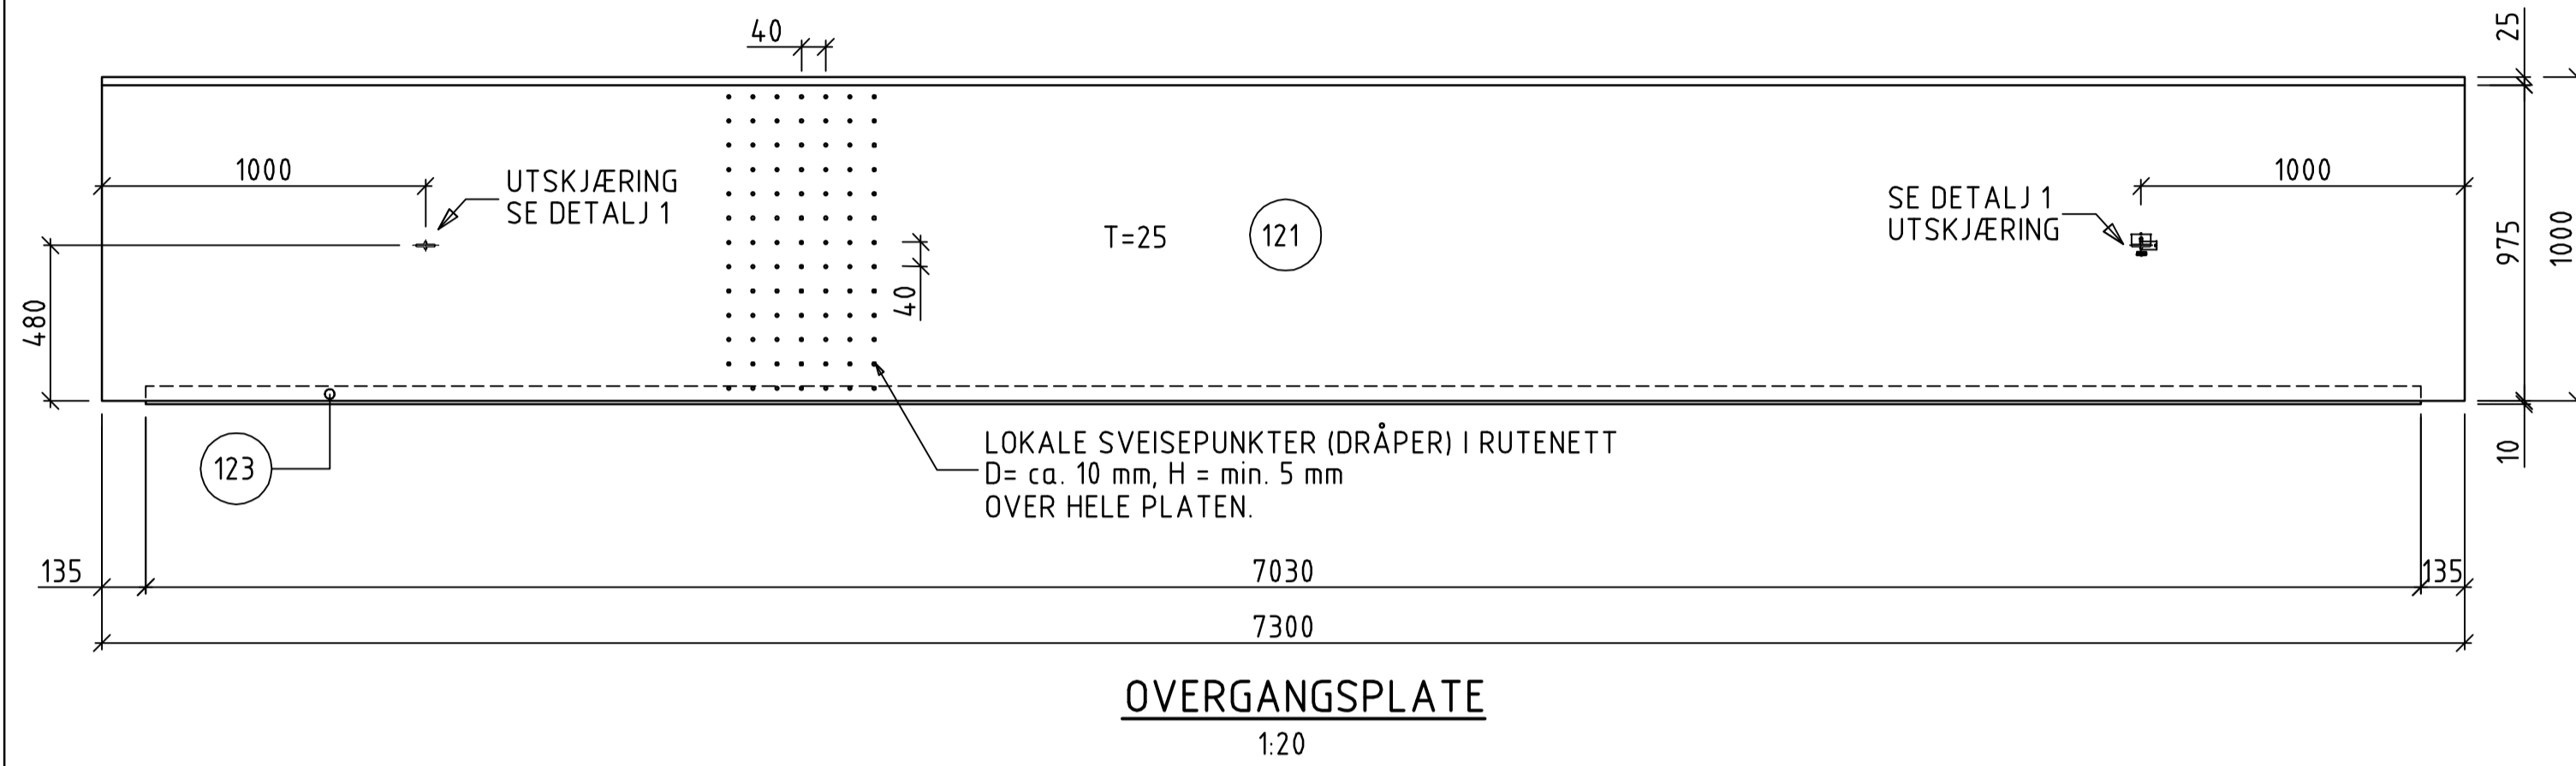 40
25
1000
UTSKJÆRING
SE DETALJ 1
T=25
121
SE DETALJ 1
UTSKJÆRING
1000
975
1000
480
40
123
LOKALE SVEISEPUNKTER (DRÅPER) I RUTENETT
D= ca. 10 mm, H = min. 5 mm
OVER HELE PLATEN.
10
135
7030
135
7300
OVERGANGSPLATE
1:20